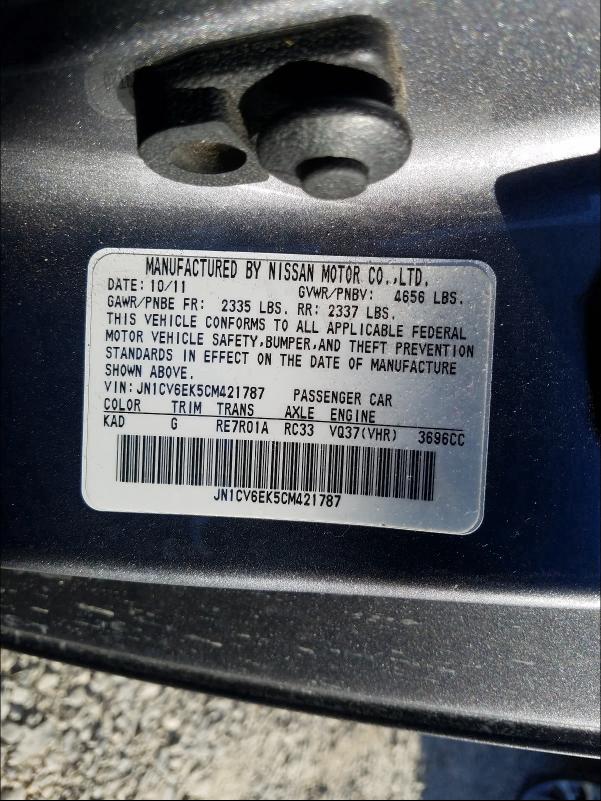 MANUFACTURED BY NISSAN MOTOR CO.,LTD.
DATE: 10/11 GVWR/PNBV: 4656 LBS.
GAWR/PNBE FR: 2335 LBS. RR: 2337 LBS.
THIS VEHICLE CONFORMS TO ALL APPLICABLE FEDERAL
MOTOR VEHICLE SAFETY,BUMPER,AND THEFT PREVENTION
STANDARDS IN EFFECT ON THE DATE OF MANUFACTURE
SHOWN ABOVE.
VIN: JN1CV6EK5CM421787 PASSENGER CAR
COLOR TRIM TRANS AXLE ENGINE
KAD G RE7R01A RC33 VQ37(VHR) 3696CC
JN1CV6EK5CM421787